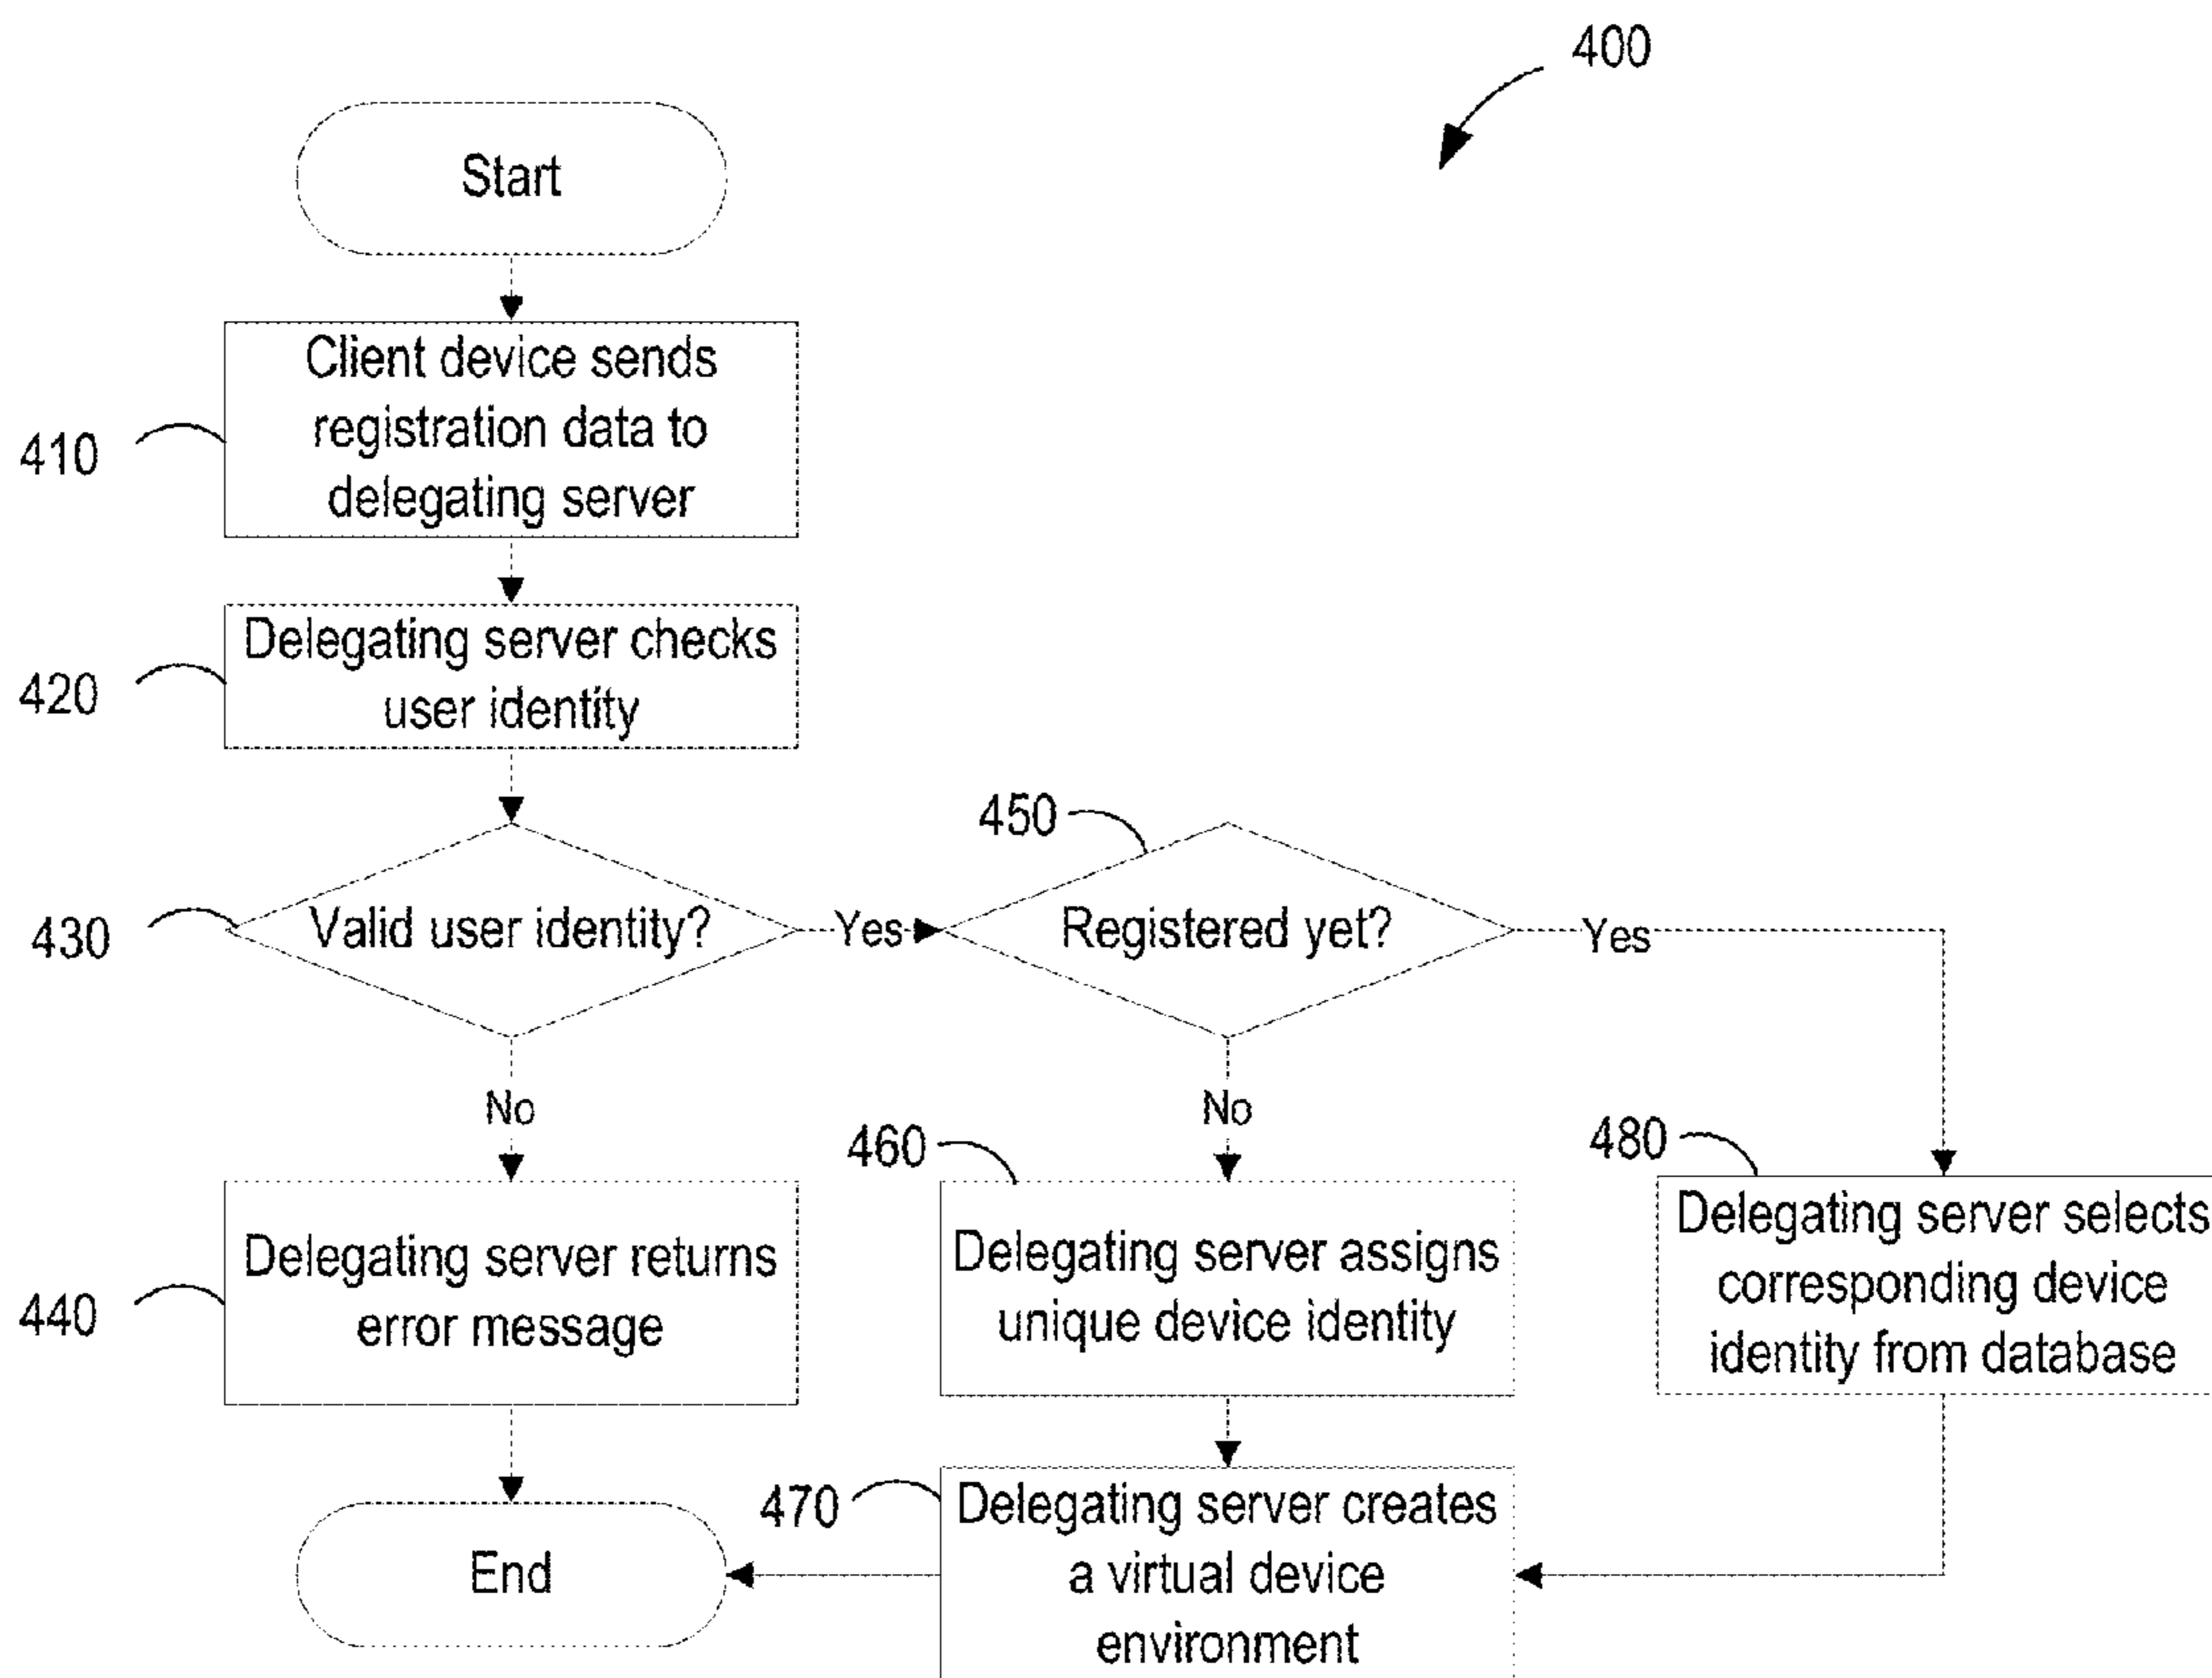 400
Start
410
Client device sends
registration data to
delegating server
420
Delegating server checks
user identity
430
Valid user identity?
Yes
450
Registered yet?
Yes
No
No
440
Delegating server returns
error message
460
Delegating server assigns
unique device identity
480
Delegating server selects
corresponding device
identity from database
470
Delegating server creates
a virtual device
environment
End